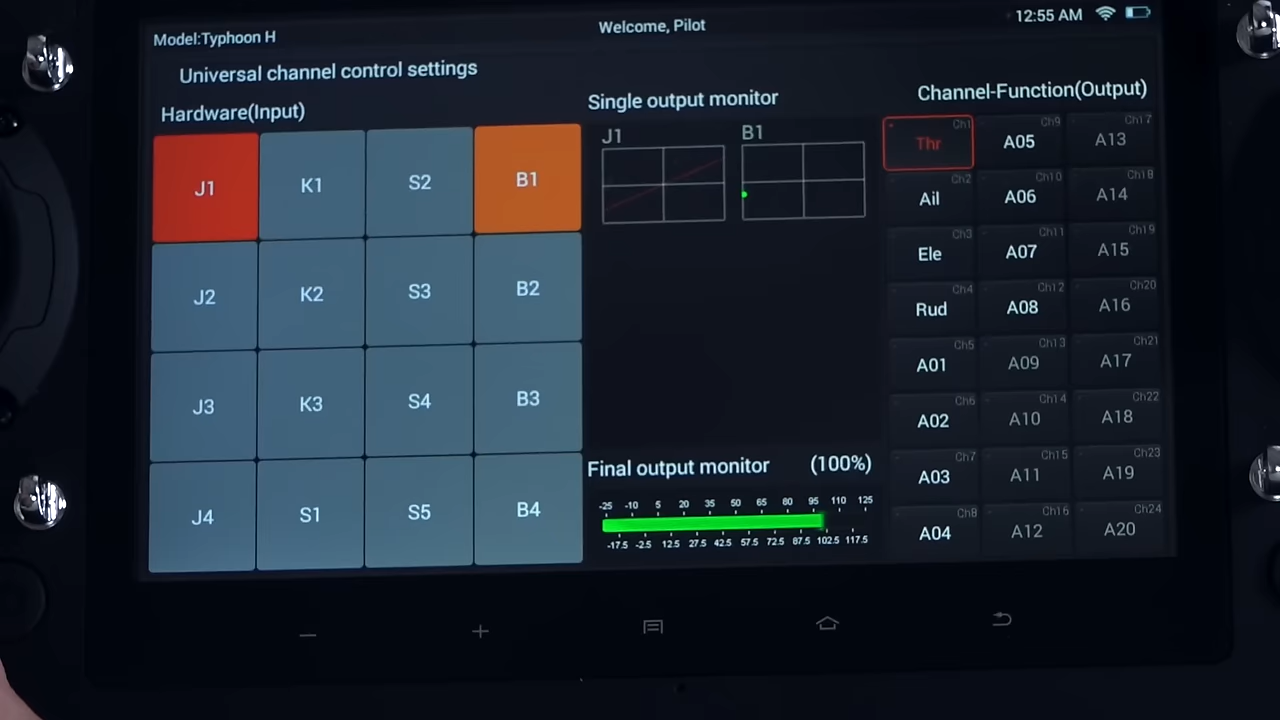 Model:Typhoon H
Welcome, Pilot
12:55 AM
Universal channel control settings
Hardware(Input)
J1 K1 S2 B1
J2 K2 S3 B2
J3 K3 S4 B3
J4 S1 S5 B4
Single output monitor
J1 B1
Final output monitor (100%)
-25 -10 5 20 35 50 65 80 95 110 125
-17.5 -2.5 12.5 27.5 42.5 57.5 72.5 87.5 102.5 117.5
Channel-Function(Output)
Ch1 Ch9 Ch17
Thr A05 A13
Ch2 Ch10 Ch18
Ail A06 A14
Ch3 Ch11 Ch19
Ele A07 A15
Ch4 Ch12 Ch20
Rud A08 A16
Ch5 Ch13 Ch21
A01 A09 A17
Ch6 Ch14 Ch22
A02 A10 A18
Ch7 Ch15 Ch23
A03 A11 A19
Ch8 Ch16 Ch24
A04 A12 A20